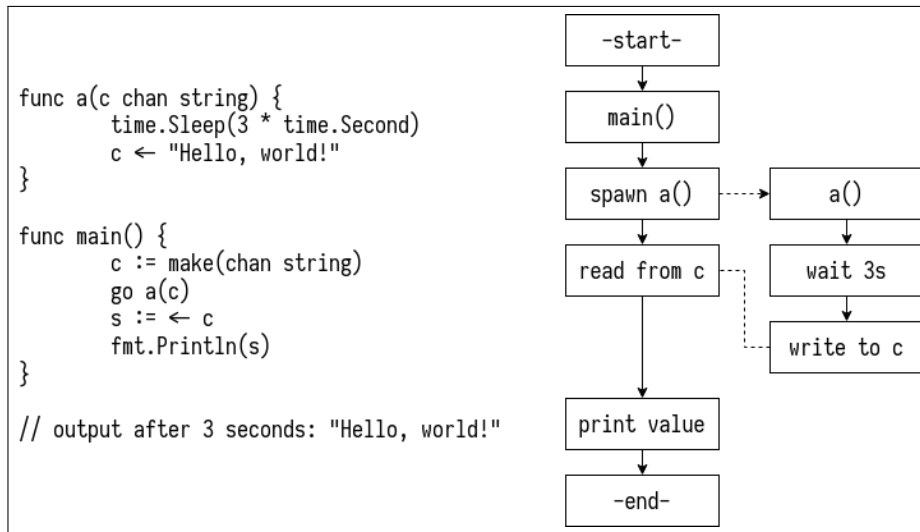 func a(c chan string) {
time.Sleep(3 * time.Second)
c ← "Hello, world!"
}
func main() {
c := make(chan string)
go a(c)
s := ← c
fmt.Println(s)
}
// output after 3 seconds: "Hello, world!"
-start-
main()
spawn a()
a()
read from c
wait 3s
write to c
print value
-end-